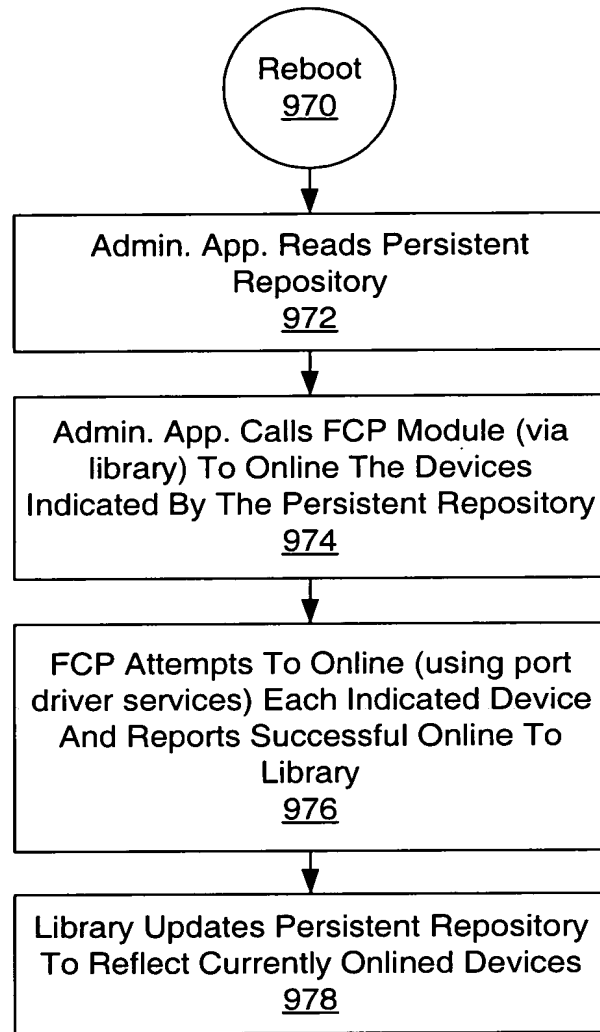 Reboot
970
Admin. App. Reads Persistent
Repository
972
Admin. App. Calls FCP Module (via
library) To Online The Devices
Indicated By The Persistent Repository
974
FCP Attempts To Online (using port
driver services) Each Indicated Device
And Reports Successful Online To
Library
976
Library Updates Persistent Repository
To Reflect Currently Onlined Devices
978